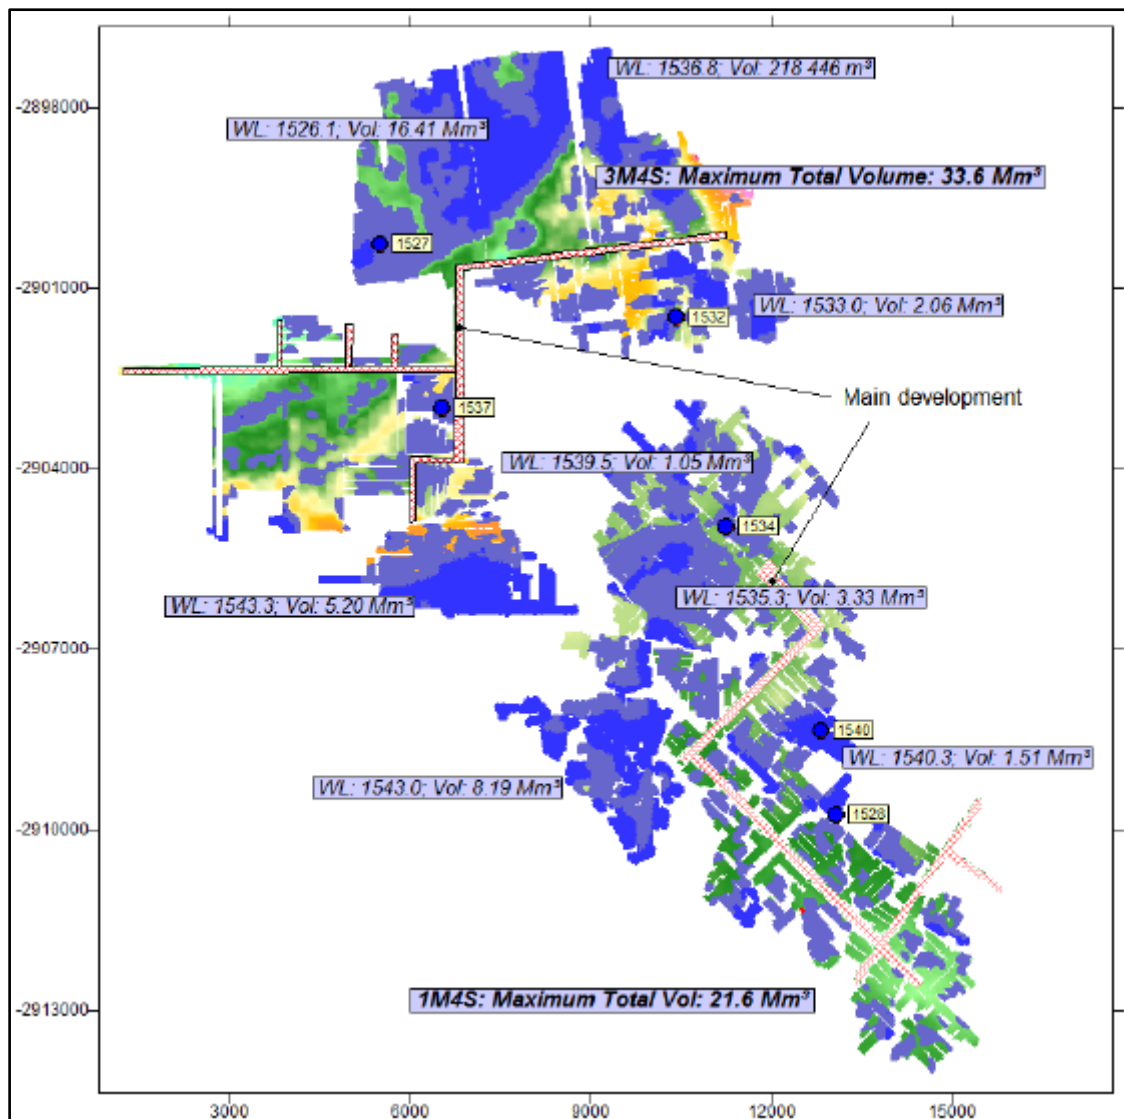 WL: 1536.8; Vol: 218 446 m³
-2898000
WL: 1526.1; Vol: 16.41 Mm³
3M4S: Maximum Total Volume: 33.6 Mm³
1527
-2901000
WL: 1533.0; Vol: 2.06 Mm³
1532
Main development
1537
WL: 1539.5; Vol: 1.05 Mm³
-2904000
1534
WL: 1535.3; Vol: 3.33 Mm³
WL: 1543.3; Vol: 5.20 Mm³
-2907000
1540
WL: 1540.3; Vol: 1.51 Mm³
WL: 1543.0; Vol: 8.19 Mm³
1528
-2910000
1M4S: Maximum Total Vol: 21.6 Mm³
-2913000
3000 6000 9000 12000 15000